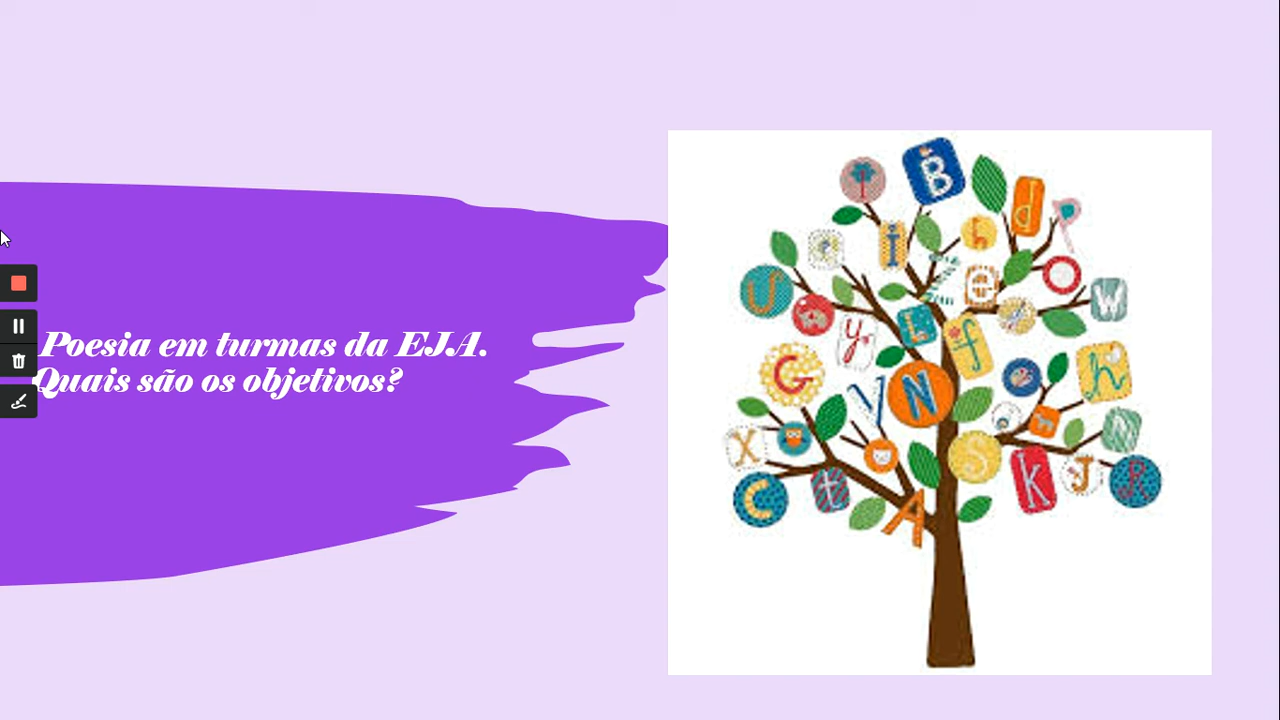 Poesia em turmas da EJA.
Quais são os objetivos?
B
d
P
i
h
U
e
O
w
y
L
f
G
N
h
X
S
C
t
A
k
J
R